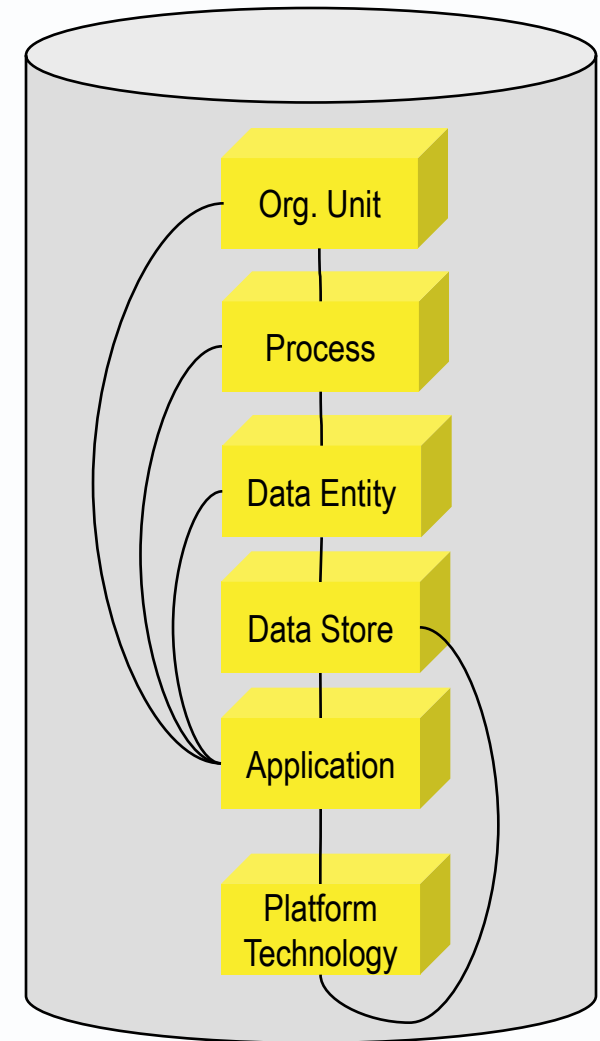 Org. Unit
Process
Data Entity
Data Store
Application
Platform
Technology